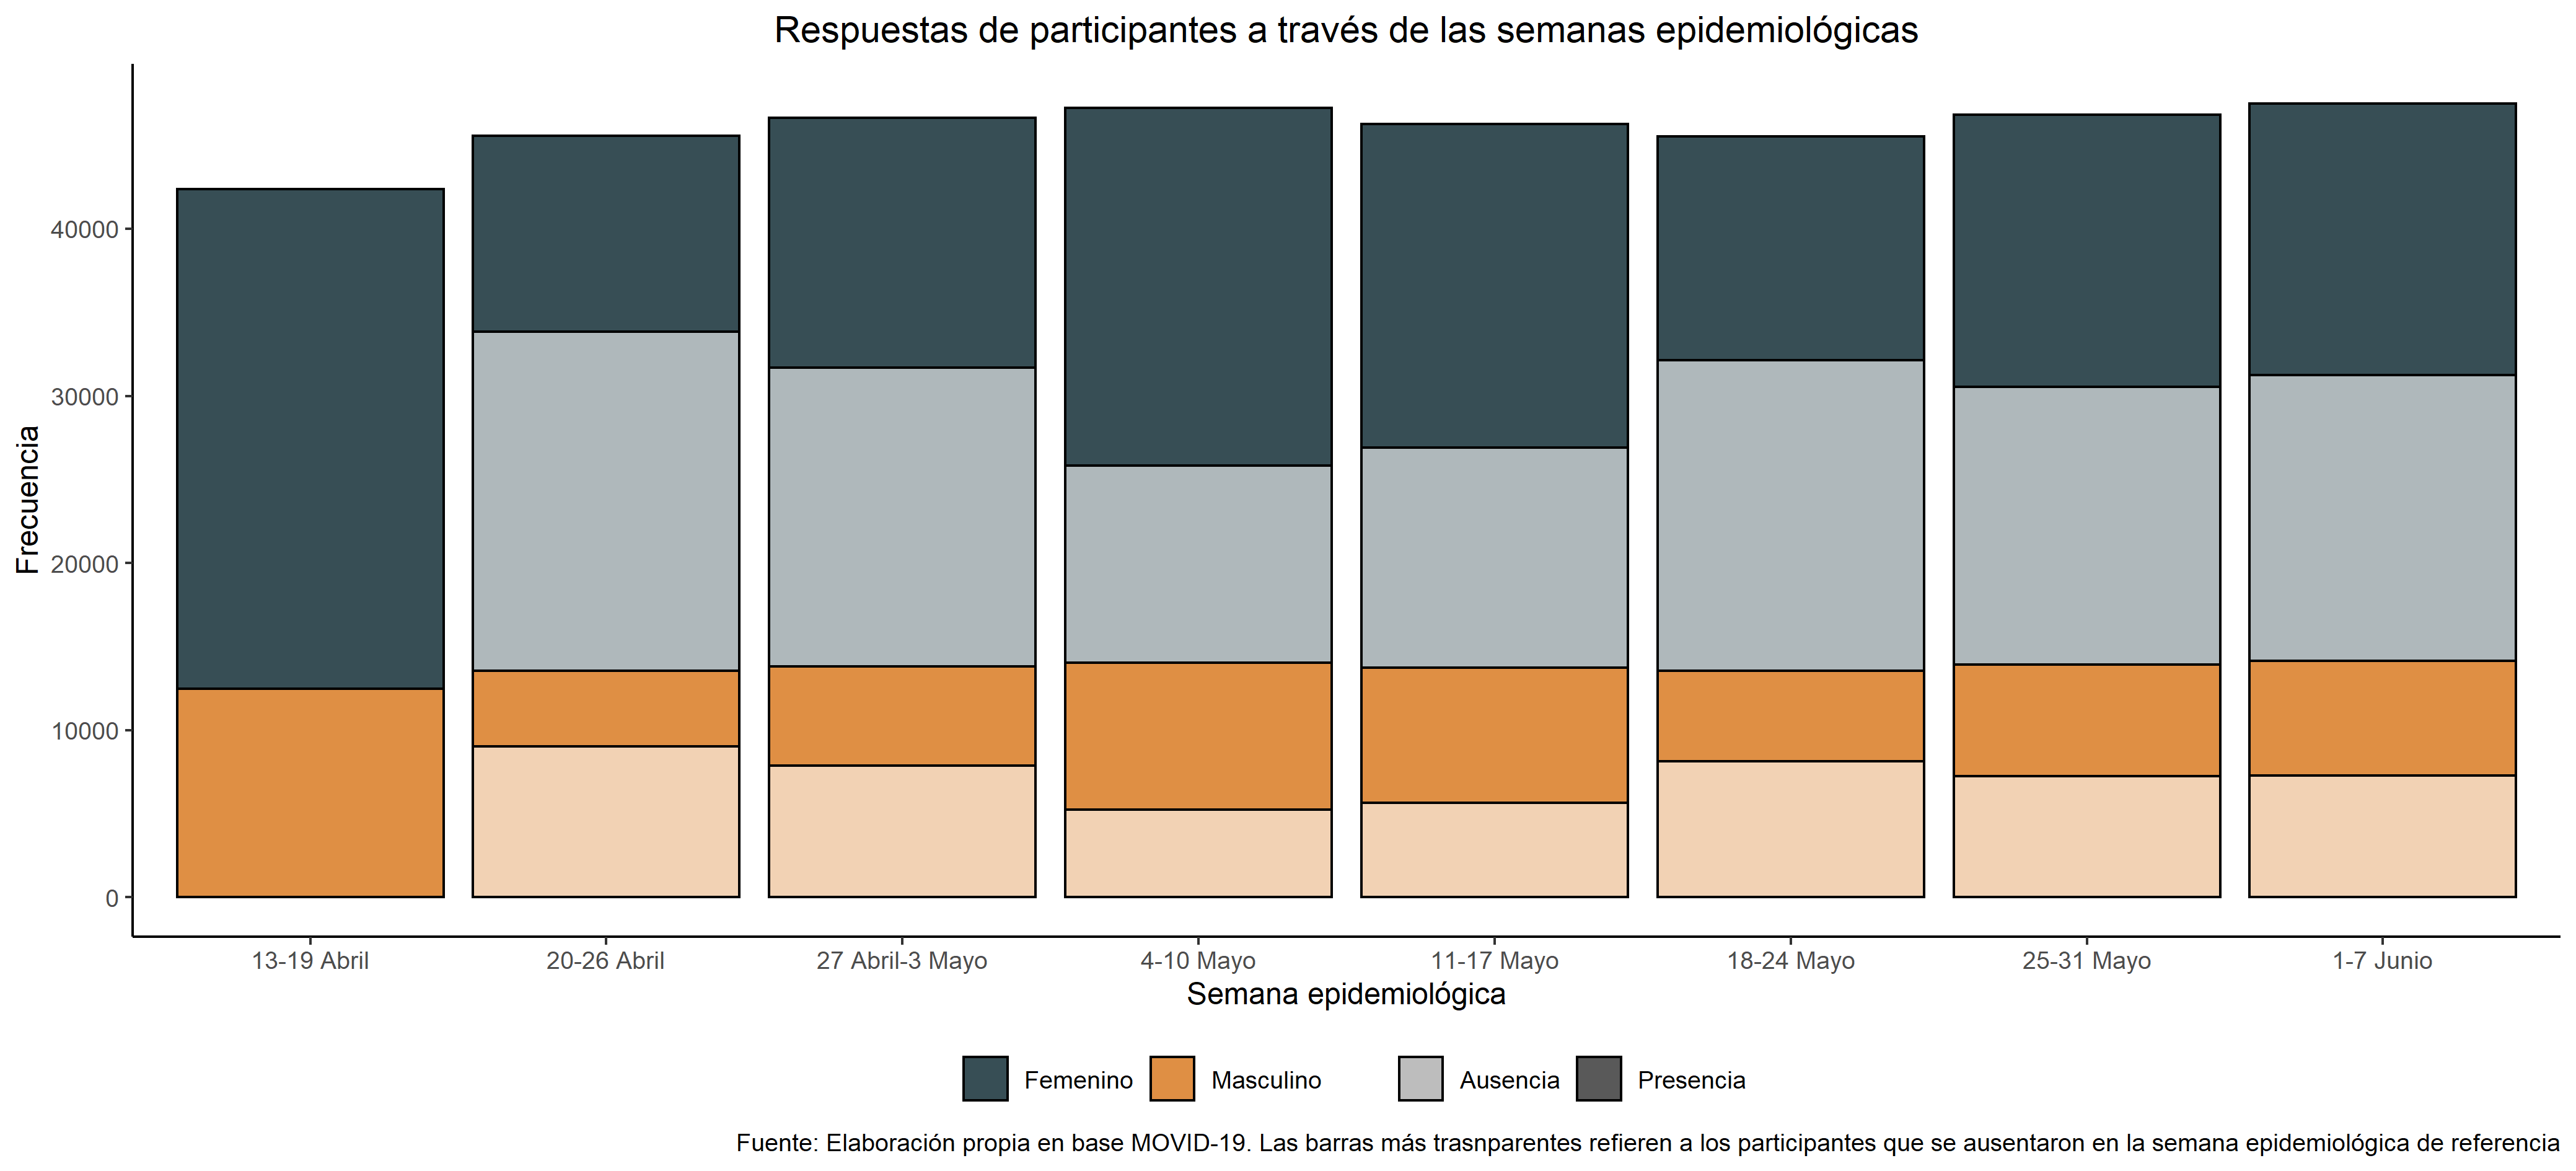 Respuestas de participantes a través de las semanas epidemiológicas
Frecuencia
40000
30000
20000
10000
0
13-19 Abril
20-26 Abril
27 Abril-3 Mayo
4-10 Mayo
11-17 Mayo
18-24 Mayo
25-31 Mayo
1-7 Junio
Semana epidemiológica
Femenino
Masculino
Ausencia
Presencia
Fuente: Elaboración propia en base MOVID-19. Las barras más trasnparentes refieren a los participantes que se ausentaron en la semana epidemiológica de referencia